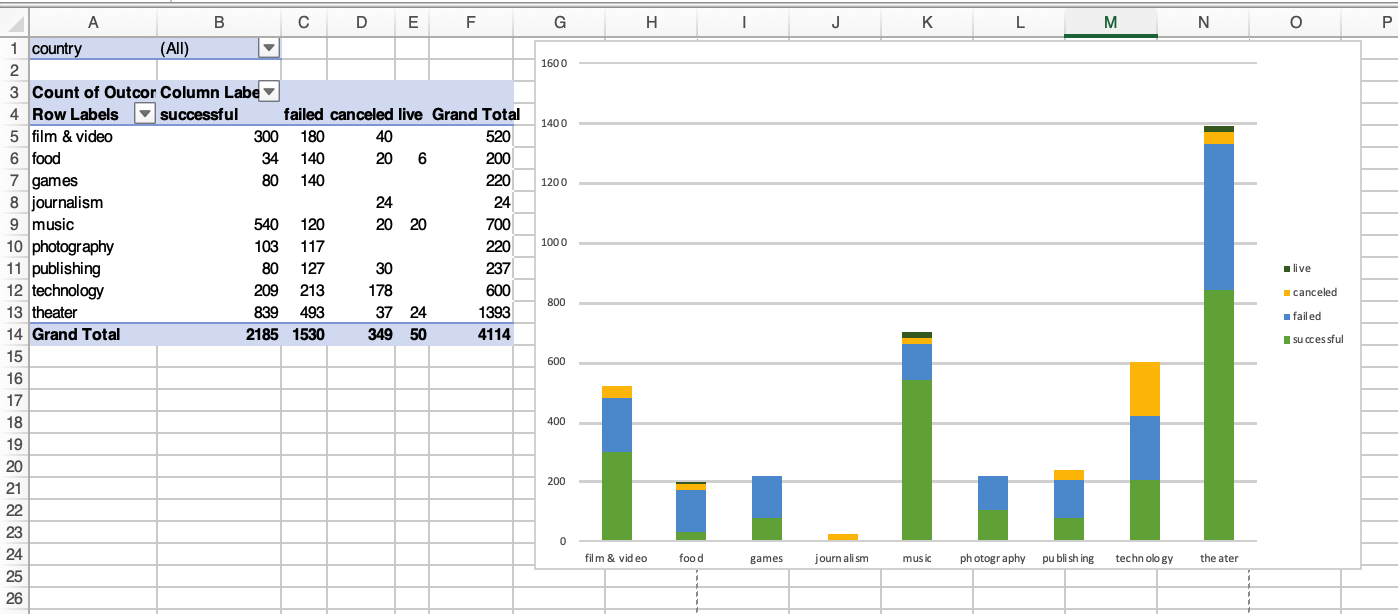 A B C D E F G H I J K L M N O P
1 country (All)
2
3 Count of Outcor Column Labe
4 Row Labels successful failed canceled live Grand Total
5 film & video 300 180 40 520
6 food 34 140 20 6 200
7 games 80 140 220
8 journalism 24 24
9 music 540 120 20 20 700
10 photography 103 117 220
11 publishing 80 127 30 237
12 technology 209 213 178 600
13 theater 839 493 37 24 1393
14 Grand Total 2185 1530 349 50 4114
15
16
17
18
19
20
21
22
23
24
25
26
1600
1400
1200
1000
800
600
400
200
0
film & video food games journalism music photography publishing technology theater
live
canceled
failed
successful